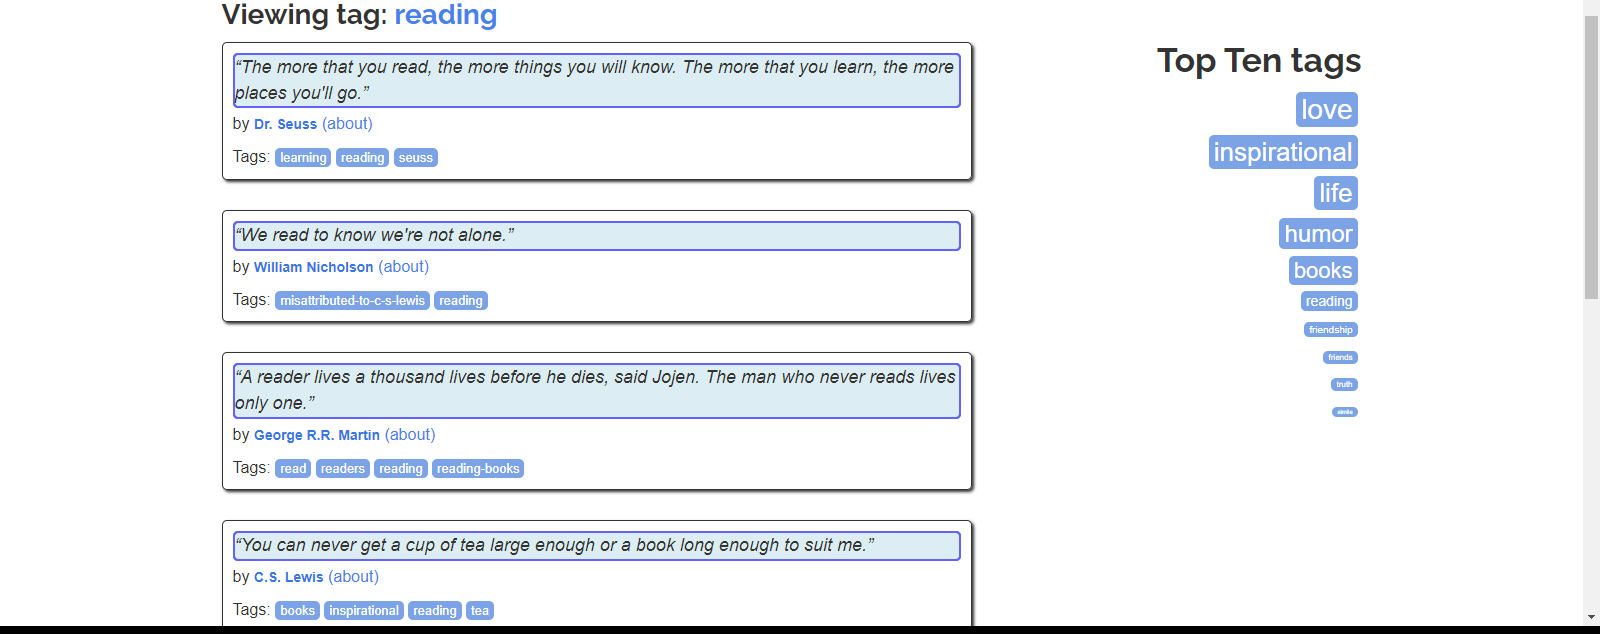 Viewing tag: reading
“The more that you read, the more things you will know. The more that you learn, the more
places you'll go.”
by Dr. Seuss (about)
Tags: learning reading seuss
“We read to know we're not alone.”
by William Nicholson (about)
Tags: misattributed-to-c-s-lewis reading
“A reader lives a thousand lives before he dies, said Jojen. The man who never reads lives
only one.”
by George R.R. Martin (about)
Tags: read readers reading reading-books
“You can never get a cup of tea large enough or a book long enough to suit me.”
by C.S. Lewis (about)
Tags: books inspirational reading tea
Top Ten tags
love
inspirational
life
humor
books
reading
friendship
friends
truth
simile